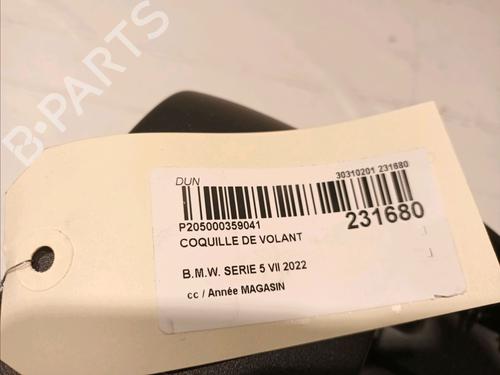 B-PARTS
DUN
30310201 231680
P205000359041
231680
COQUILLE DE VOLANT
B.M.W. SERIE 5 VII 2022
cc / Année MAGASIN